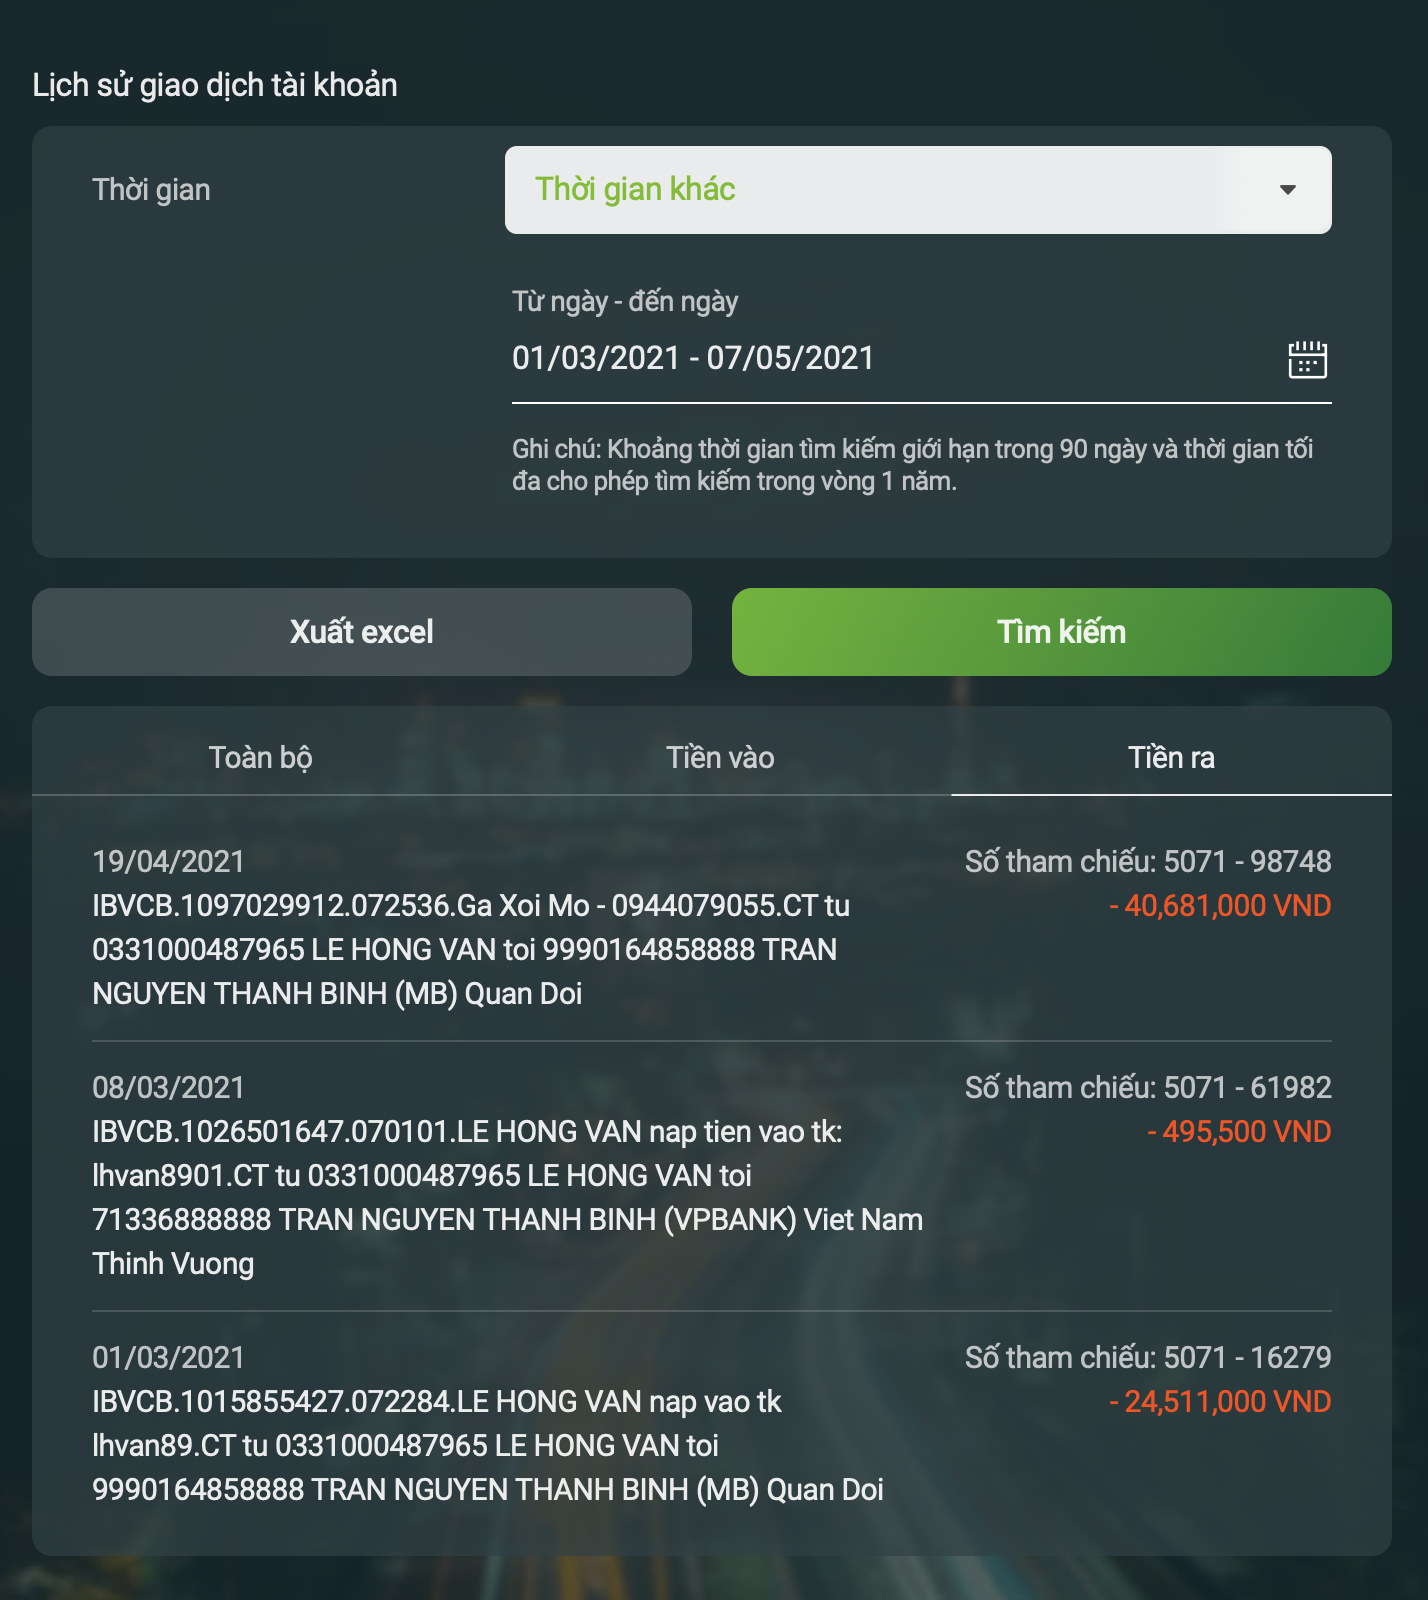 Lịch sử giao dịch tài khoản
Thời gian
Thời gian khác
Từ ngày - đến ngày
01/03/2021 - 07/05/2021
Ghi chú: Khoảng thời gian tìm kiếm giới hạn trong 90 ngày và thời gian tối
đa cho phép tìm kiếm trong vòng 1 năm.
Xuất excel
Tìm kiếm
Toàn bộ
Tiền vào
Tiền ra
19/04/2021
Số tham chiếu: 5071 - 98748
IBVCB.1097029912.072536.Ga Xoi Mo - 0944079055.CT tu
- 40,681,000 VND
0331000487965 LE HONG VAN toi 9990164858888 TRAN
NGUYEN THANH BINH (MB) Quan Doi
08/03/2021
Số tham chiếu: 5071 - 61982
IBVCB.1026501647.070101.LE HONG VAN nap tien vao tk:
- 495,500 VND
lhvan8901.CT tu 0331000487965 LE HONG VAN toi
71336888888 TRAN NGUYEN THANH BINH (VPBANK) Viet Nam
Thinh Vuong
01/03/2021
Số tham chiếu: 5071 - 16279
IBVCB.1015855427.072284.LE HONG VAN nap vao tk
- 24,511,000 VND
lhvan89.CT tu 0331000487965 LE HONG VAN toi
9990164858888 TRAN NGUYEN THANH BINH (MB) Quan Doi